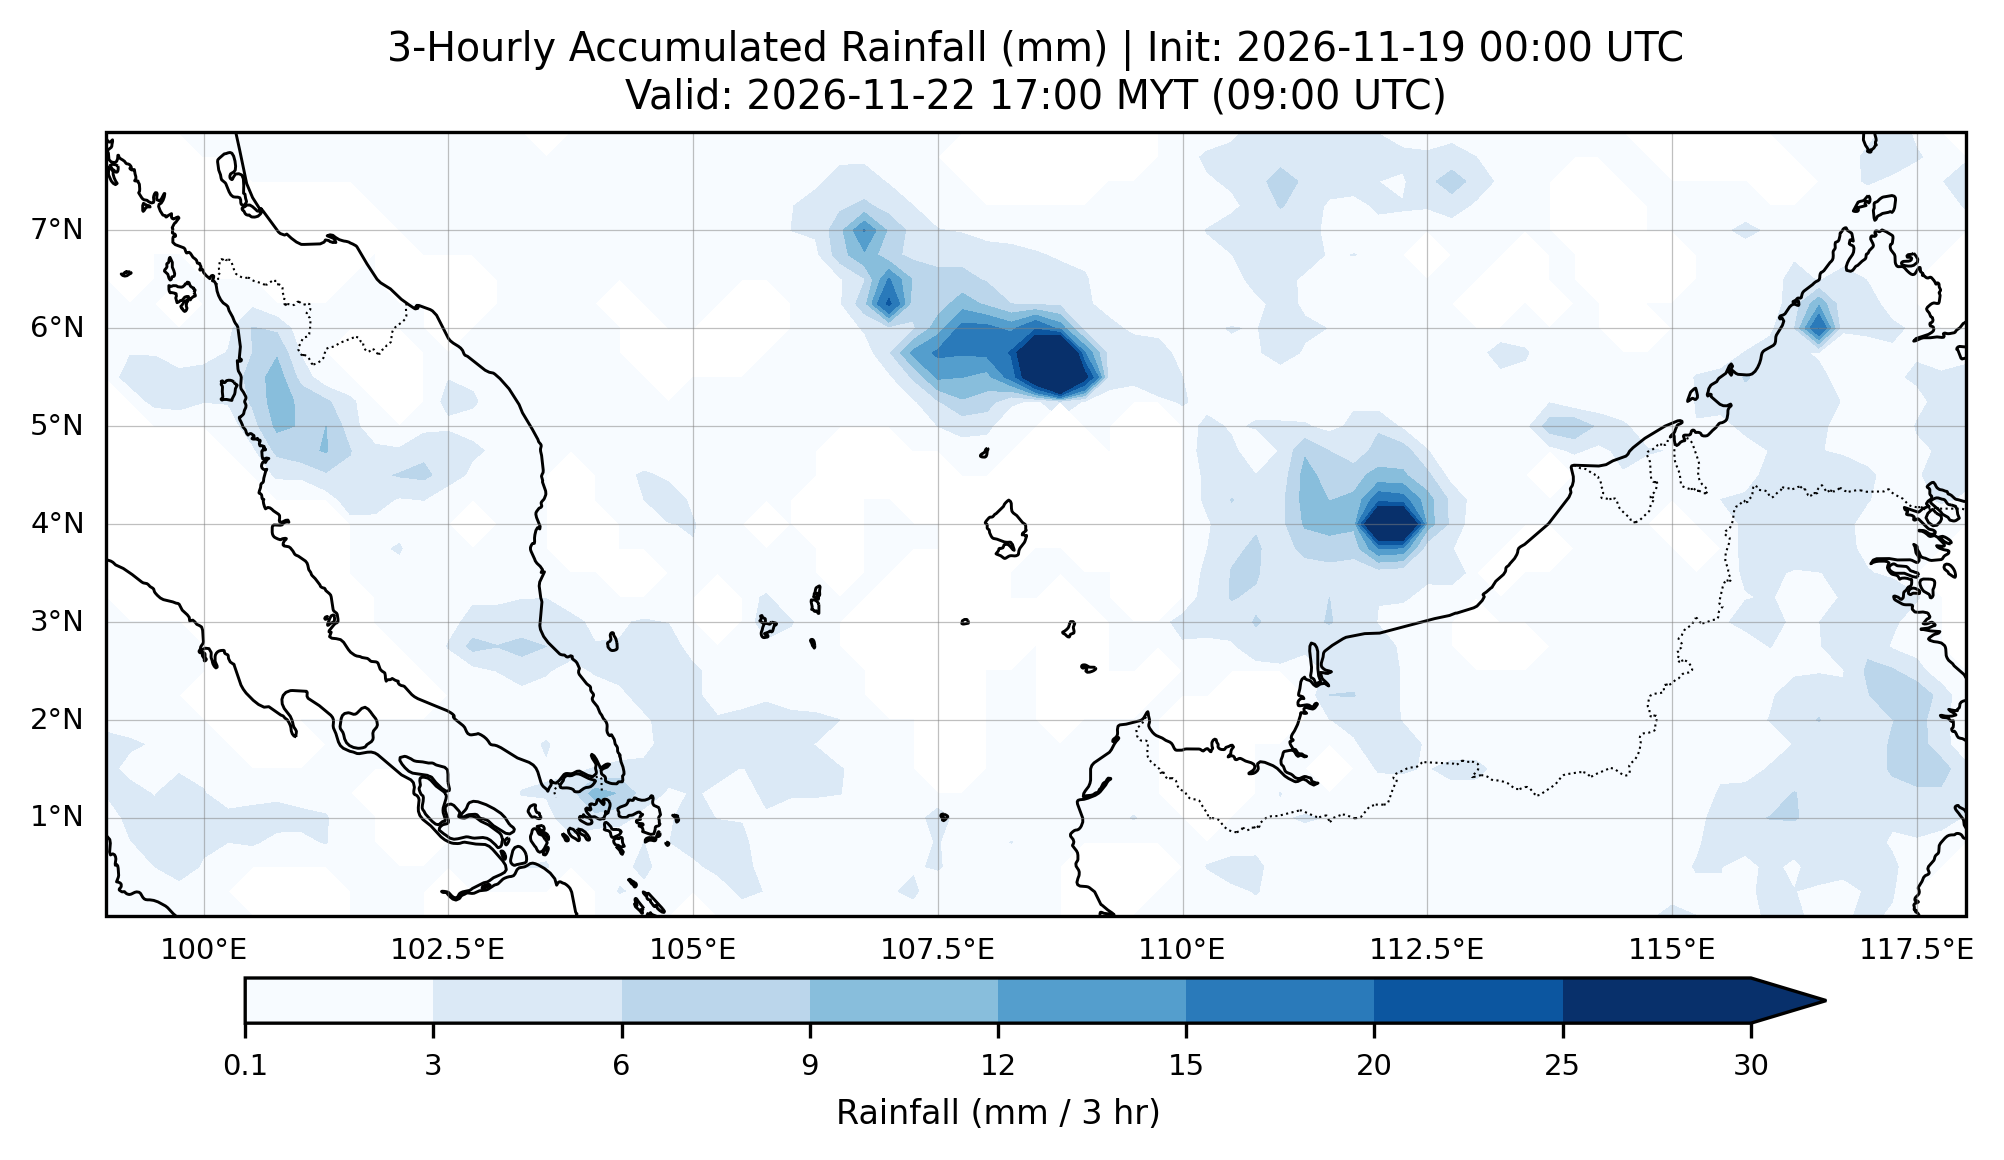 3-Hourly Accumulated Rainfall (mm) | Init: 2026-11-19 00:00 UTC
Valid: 2026-11-22 17:00 MYT (09:00 UTC)
7°N
6°N
5°N
4°N
3°N
2°N
1°N
100°E 102.5°E 105°E 107.5°E 110°E 112.5°E 115°E 117.5°E
0.1 3 6 9 12 15 20 25 30
Rainfall (mm / 3 hr)